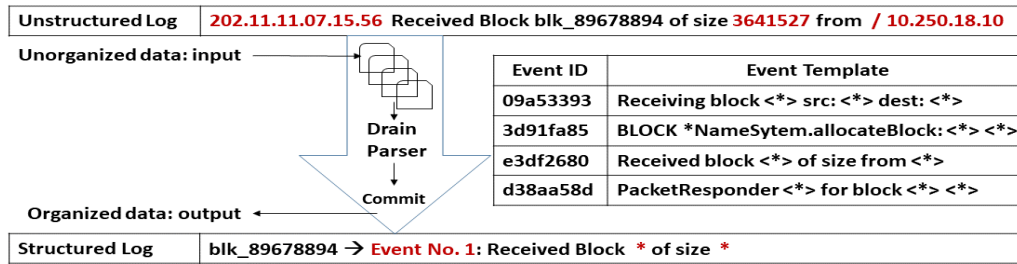 Unstructured Log 202.11.11.07.15.56 Received Block blk_89678894 of size 3641527 from / 10.250.18.10
Unorganized data: input
Event ID Event Template
09a53393 Receiving block <*> src: <*> dest: <*>
3d91fa85 BLOCK *NameSytem.allocateBlock: <*> <*>
e3df2680 Received block <*> of size from <*>
d38aa58d PacketResponder <*> for block <*> <*>
Drain
Parser
Commit
Organized data: output
Structured Log blk_89678894 → Event No. 1: Received Block * of size *